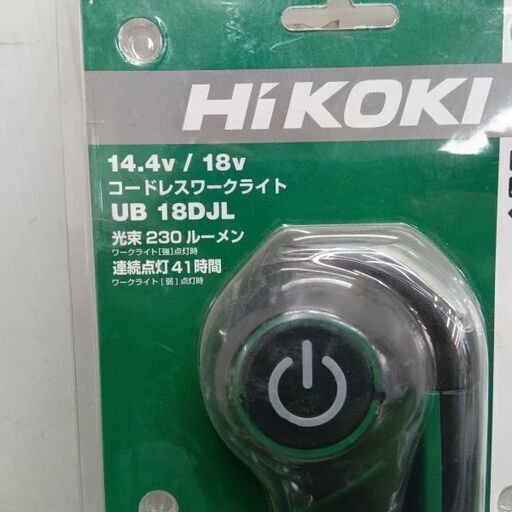 HiKOKI
14.4v / 18v
コードレスワークライト
UB 18DJL
光束 230 ルーメン
ワークライト[強]点灯時
連続点灯 41時間
ワークライト[弱]点灯時